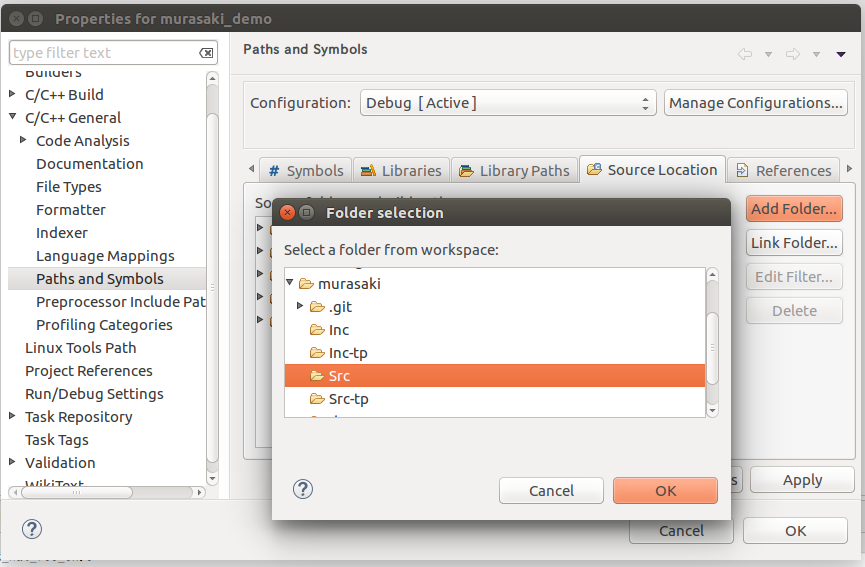 Properties for murasaki_demo
type filter text
Builders
C/C++ Build
C/C++ General
Code Analysis
Documentation
File Types
Formatter
Indexer
Language Mappings
Paths and Symbols
Preprocessor Include Pat
Profiling Categories
Linux Tools Path
Project References
Run/Debug Settings
Task Repository
Task Tags
Validation
WikiText
Paths and Symbols
Configuration:
Debug [Active]
Manage Configurations...
# Symbols
Libraries
Library Paths
Source Location
References
Add Folder...
Link Folder...
Edit Filter...
Delete
Folder selection
Select a folder from workspace:
murasaki
.git
Inc
Inc-tp
Src
Src-tp
Cancel
OK
Apply
Cancel
OK